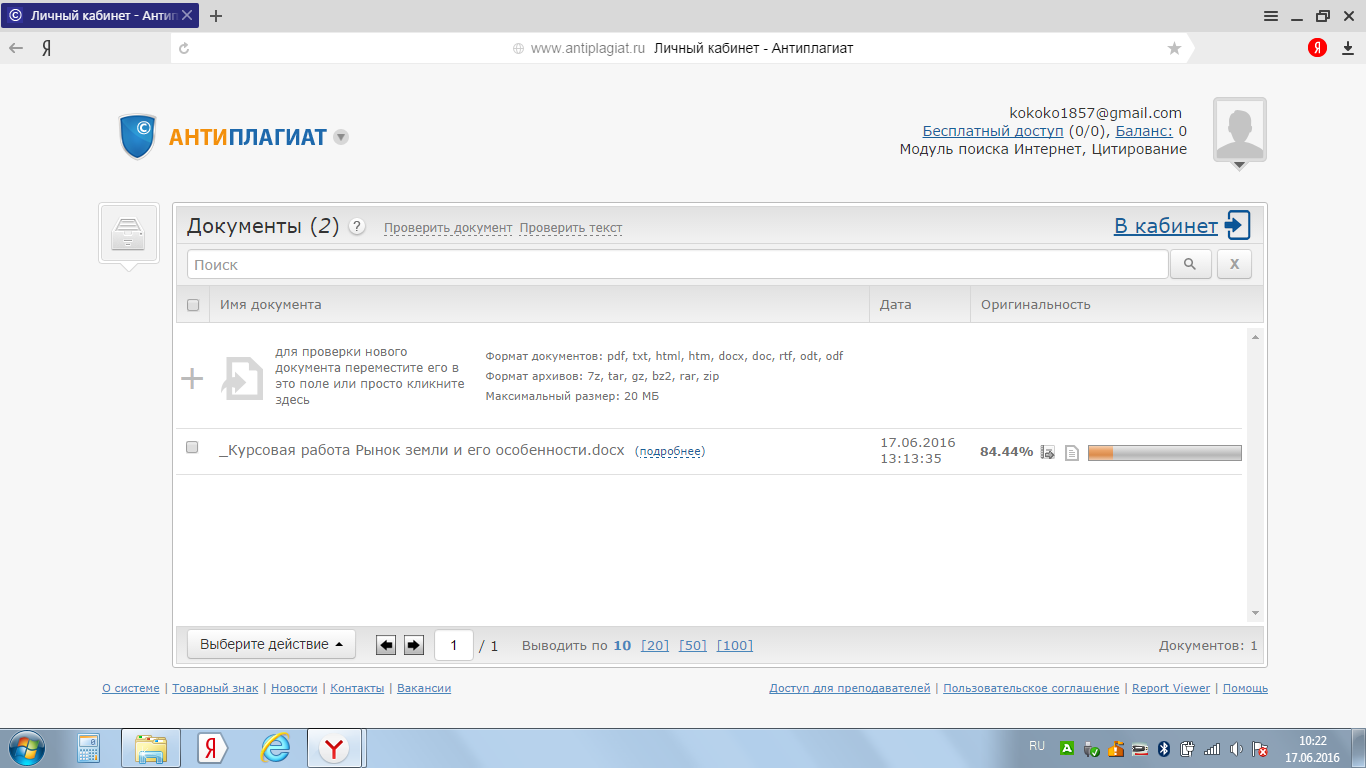 Личный кабинет - Антип
www.antiplagiat.ru Личный кабинет - Антиплагиат
kokoko1857@gmail.com
АНТИПЛАГИАТ
Бесплатный доступ (0/0), Баланс: 0
Модуль поиска Интернет, Цитирование
Документы (2) ? Проверить документ Проверить текст В кабинет
Поиск X
Имя документа Дата Оригинальность
для проверки нового
документа переместите его в
это поле или просто кликните
здесь
Формат документов: pdf, txt, html, htm, docx, doc, rtf, odt, odf
Формат архивов: 7z, tar, gz, bz2, rar, zip
Максимальный размер: 20 МБ
_Курсовая работа Рынок земли и его особенности.docx (подробнее)
17.06.2016
13:13:35
84.44%
Выберите действие 1 / 1 Выводить по 10 [20] [50] [100] Документов: 1
О системе | Товарный знак | Новости | Контакты | Вакансии
Доступ для преподавателей | Пользовательское соглашение | Report Viewer | Помощь
RU
10:22
17.06.2016